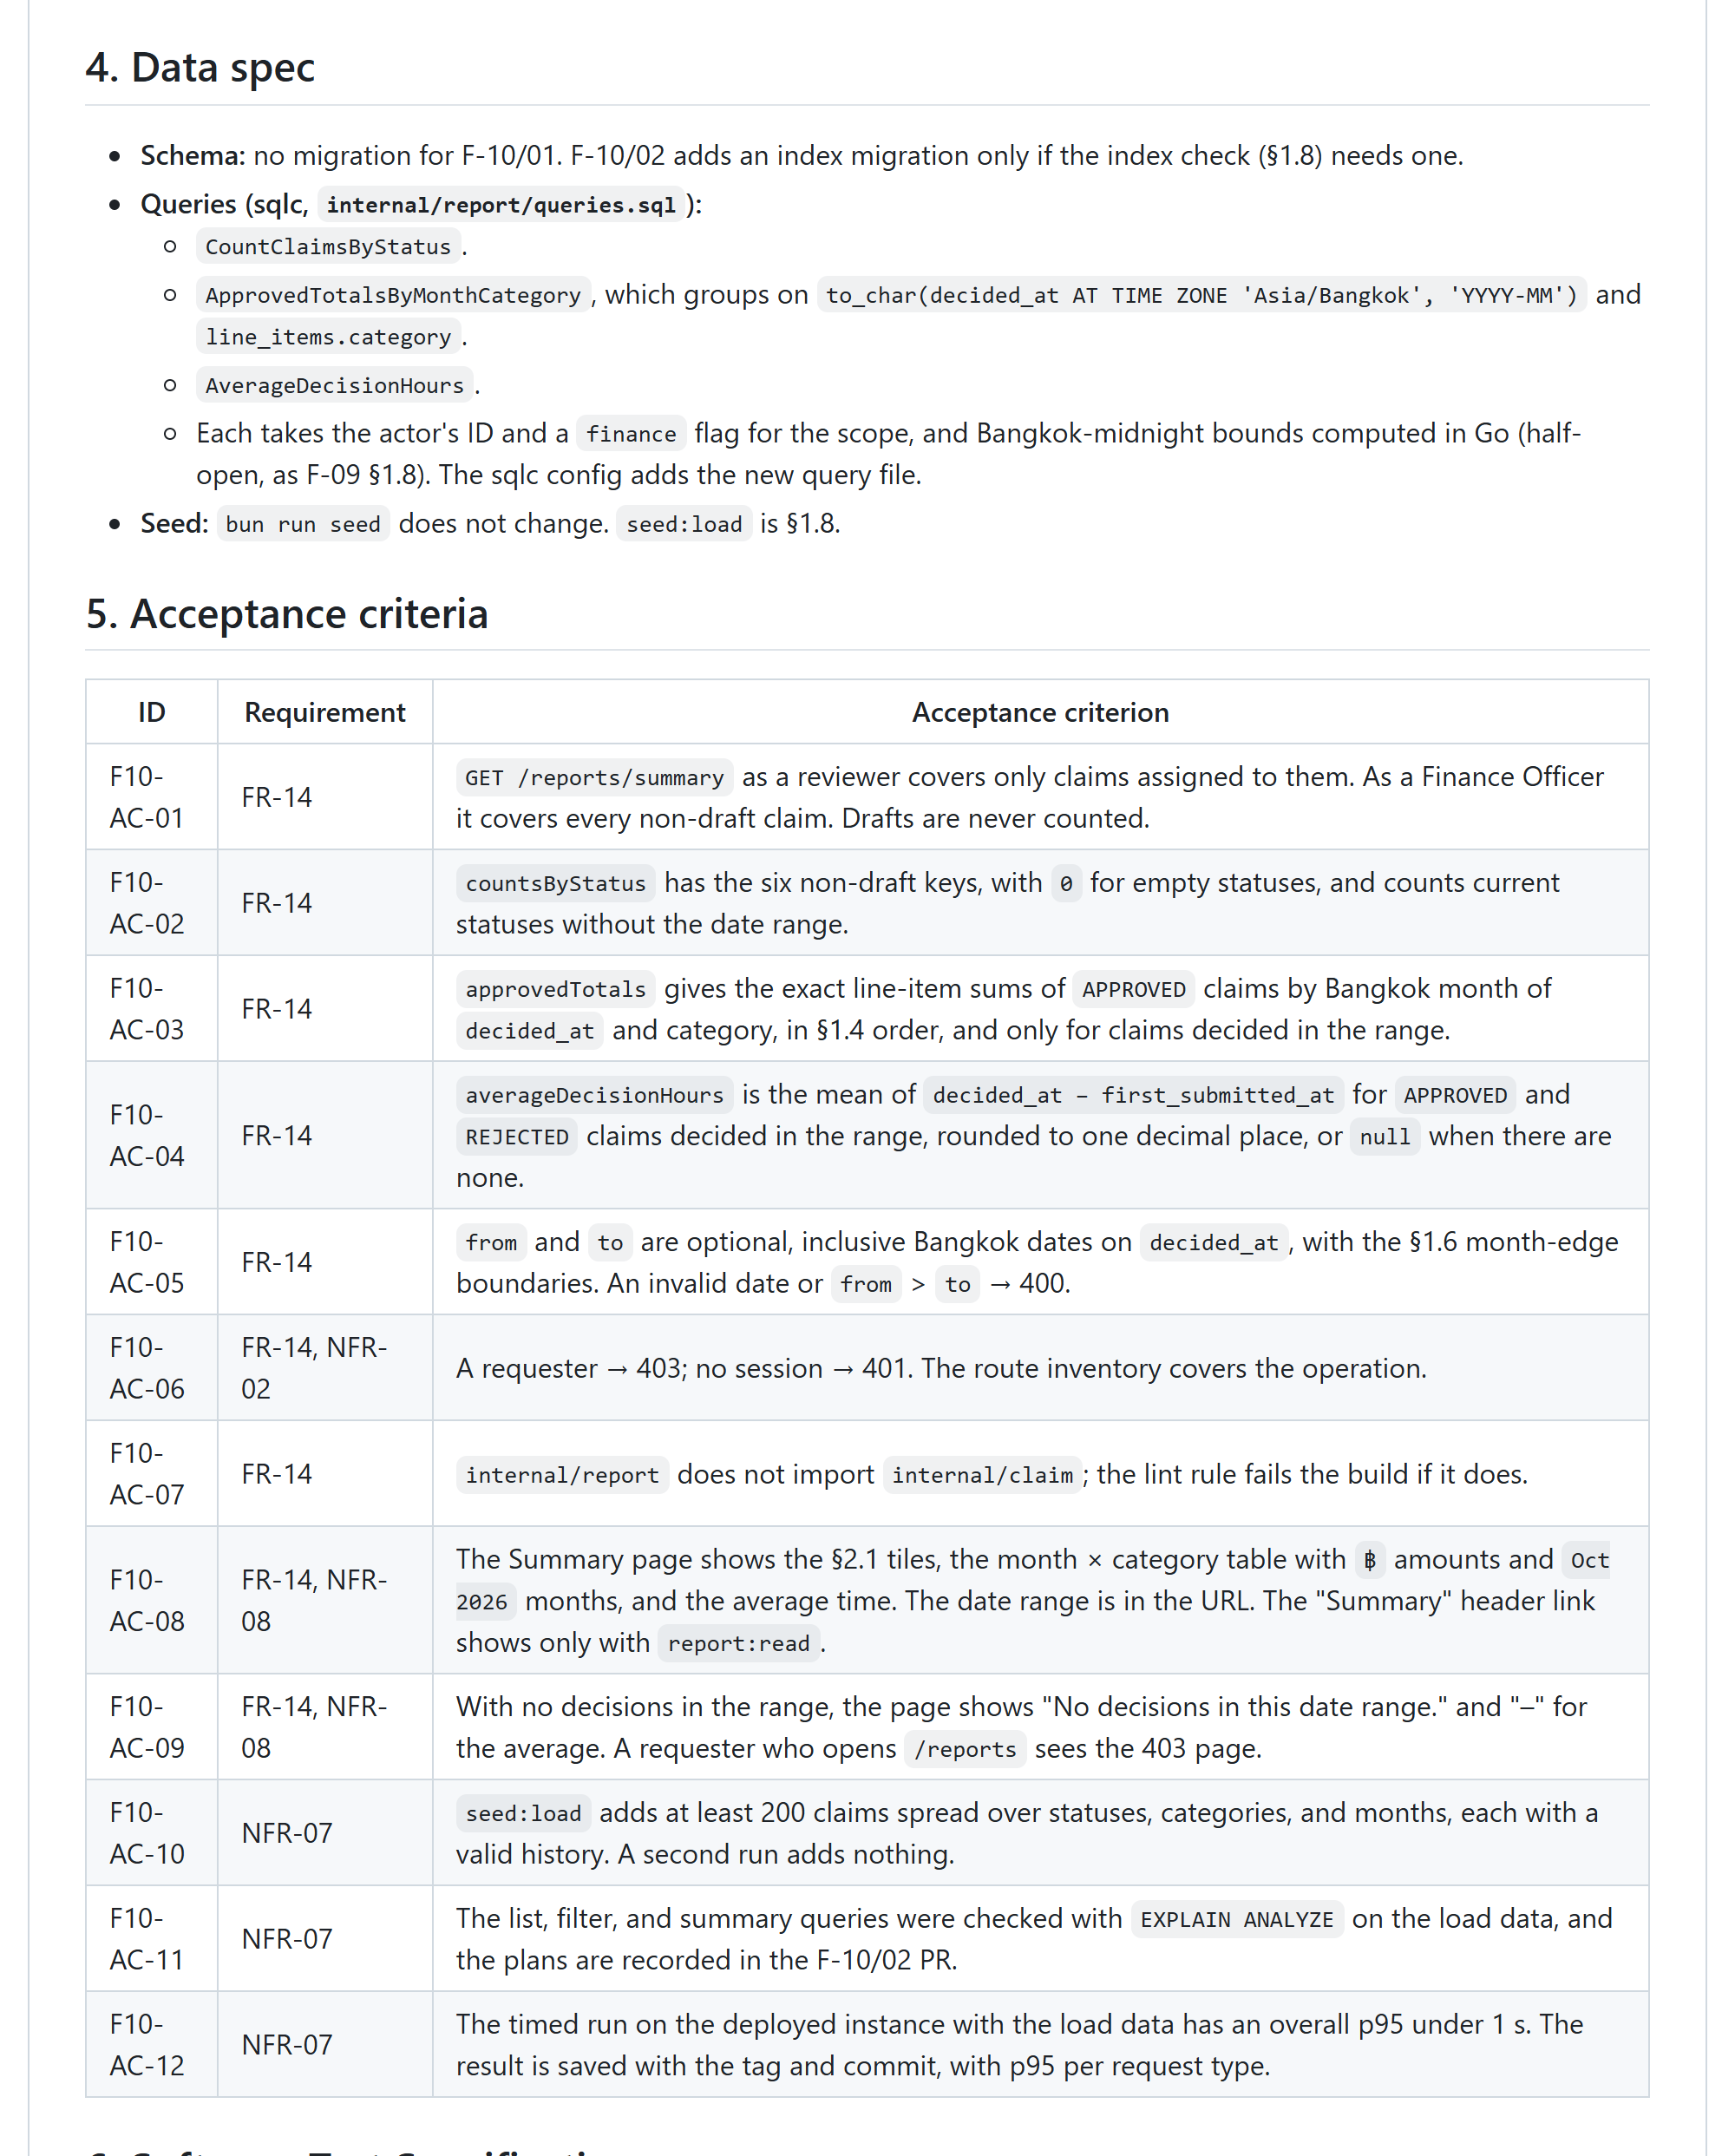 4. Data spec
Schema: no migration for F-10/01. F-10/02 adds an index migration only if the index check (§1.8) needs one.
Queries (sqlc, internal/report/queries.sql):
CountClaimsByStatus.
ApprovedTotalsByMonthCategory, which groups on to_char(decided_at AT TIME ZONE 'Asia/Bangkok', 'YYYY-MM') and
line_items.category.
AverageDecisionHours.
Each takes the actor's ID and a finance flag for the scope, and Bangkok-midnight bounds computed in Go (half-
open, as F-09 §1.8). The sqlc config adds the new query file.
Seed: bun run seed does not change. seed:load is §1.8.
5. Acceptance criteria
ID Requirement Acceptance criterion
F10-
AC-01
FR-14
GET /reports/summary as a reviewer covers only claims assigned to them. As a Finance Officer
it covers every non-draft claim. Drafts are never counted.
F10-
AC-02
FR-14
countsByStatus has the six non-draft keys, with 0 for empty statuses, and counts current
statuses without the date range.
F10-
AC-03
FR-14
approvedTotals gives the exact line-item sums of APPROVED claims by Bangkok month of
decided_at and category, in §1.4 order, and only for claims decided in the range.
F10-
AC-04
FR-14
averageDecisionHours is the mean of decided_at − first_submitted_at for APPROVED and
REJECTED claims decided in the range, rounded to one decimal place, or null when there are
none.
F10-
AC-05
FR-14
from and to are optional, inclusive Bangkok dates on decided_at, with the §1.6 month-edge
boundaries. An invalid date or from > to → 400.
F10-
AC-06
FR-14, NFR-
02
A requester → 403; no session → 401. The route inventory covers the operation.
F10-
AC-07
FR-14
internal/report does not import internal/claim; the lint rule fails the build if it does.
F10-
AC-08
FR-14, NFR-
08
The Summary page shows the §2.1 tiles, the month × category table with ฿ amounts and Oct
2026 months, and the average time. The date range is in the URL. The "Summary" header link
shows only with report:read.
F10-
AC-09
FR-14, NFR-
08
With no decisions in the range, the page shows "No decisions in this date range." and "–" for
the average. A requester who opens /reports sees the 403 page.
F10-
AC-10
NFR-07
seed:load adds at least 200 claims spread over statuses, categories, and months, each with a
valid history. A second run adds nothing.
F10-
AC-11
NFR-07
The list, filter, and summary queries were checked with EXPLAIN ANALYZE on the load data, and
the plans are recorded in the F-10/02 PR.
F10-
AC-12
NFR-07
The timed run on the deployed instance with the load data has an overall p95 under 1 s. The
result is saved with the tag and commit, with p95 per request type.